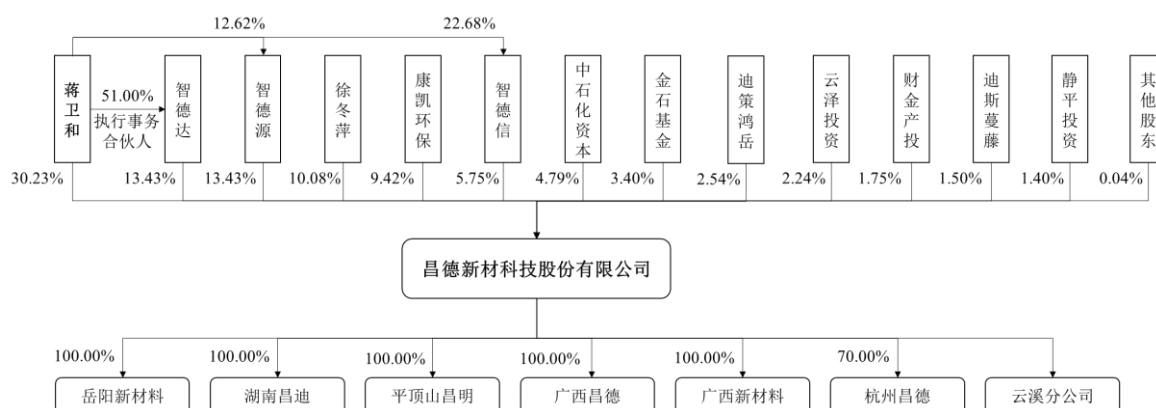 12.62%
22.68%
蒋卫和
51.00%
执行事务
合伙人
智德达
智德源
徐冬萍
康凯环保
智德信
中石化资本
金石基金
迪策鸿岳
云泽投资
财金产投
迪斯蔓藤
静平投资
其他股东
30.23%
13.43%
13.43%
10.08%
9.42%
5.75%
4.79%
3.40%
2.54%
2.24%
1.75%
1.50%
1.40%
0.04%
昌德新材科技股份有限公司
100.00%
100.00%
100.00%
100.00%
100.00%
70.00%
岳阳新材料
湖南昌迪
平顶山昌明
广西昌德
广西新材料
杭州昌德
云溪分公司